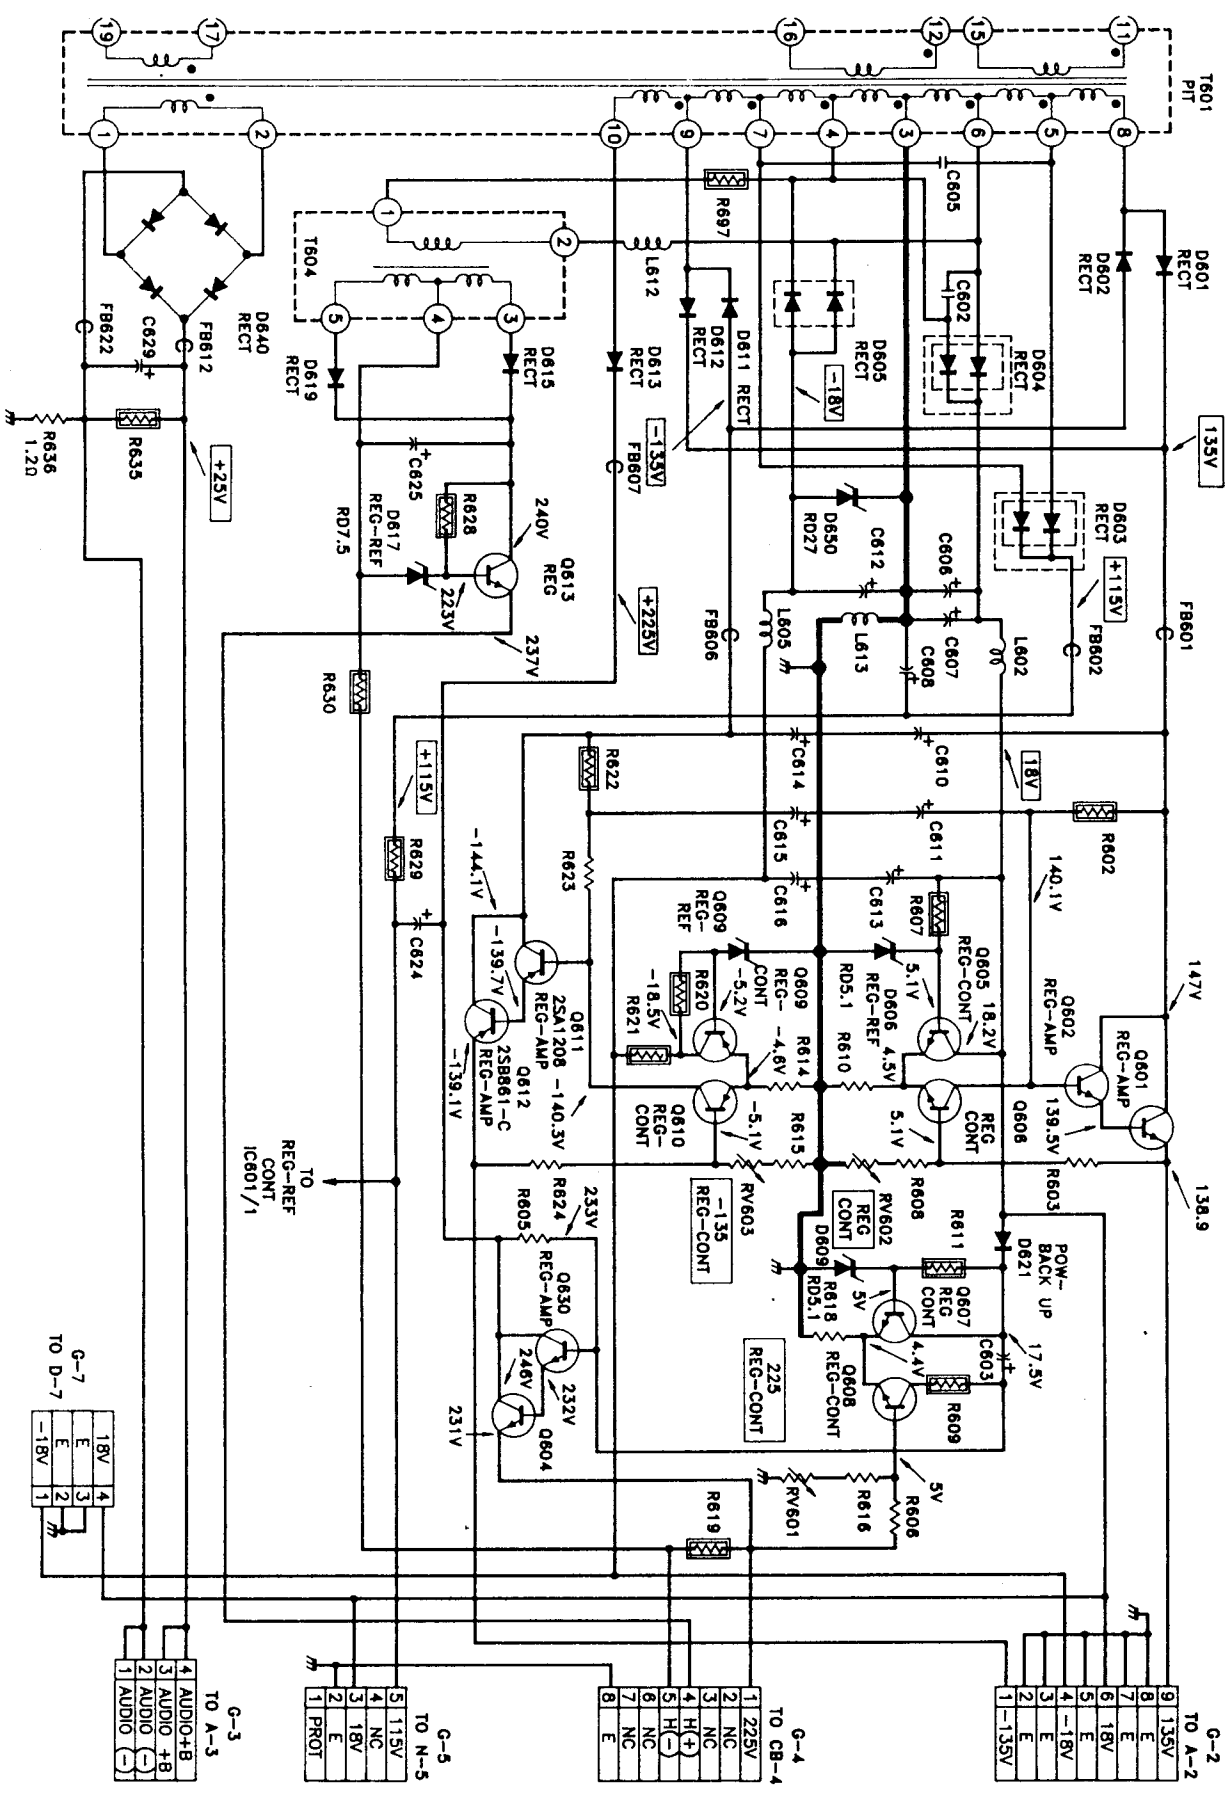 T601
PIT
11
15
12
16
17
19
8
5
6
3
4
7
9
10
2
1
D601
RECT
D602
RECT
135V
FB601
147V
138.9
G-2
TO A-2
9 135V
8 E
7 E
6 18V
5 E
4 -18V
3 E
2 E
1 -135V
D603
RECT
+115V
FB602
R602
140.1V
Q602
REG-AMP
Q601
REG-AMP
139.5V
R603
POW-
BACK UP
D621
17.5V
C605
C602
D604
RECT
C606
C607
C608
L602
18V
C610
C611
C613
R607
Q605
REG-CONT
18.2V
5.1V
REG
CONT
Q606
5.1V
R608
R611
Q607
REG
CONT
C603
R609
5V
R606
R697
D605
RECT
-18V
D650
RD27
C612
L605
L613
C614
C615
C616
D606
REG-REF
RD5.1
4.5V
R610
RV602
REG
CONT
D609
RD5.1
5V
R618
4.4V
Q608
REG-CONT
225
REG-CONT
R616
RV601
D611 RECT
D612
RECT
-135V
FB606
R622
R623
Q609
REG-
REF
Q609
REG-
CONT
-5.2V
-4.6V
R614
R620
R621
-18.5V
Q610
REG-
CONT
-5.1V
R615
RV603
-135
REG-CONT
R619
G-4
TO CB-4
1 225V
2 NC
3 NC
4 H(+)
5 H(-)
6 NC
7 NC
8 E
L612
D613
RECT
FB607
+225V
Q611
2SA1208
REG-AMP
-140.3V
-144.1V
-139.7V
Q612
2SB861-C
REG-AMP
-139.1V
R624
R605
233V
Q630
REG-AMP
246V
232V
Q604
231V
T604
1
2
3
4
5
D615
RECT
D619
RECT
C625
R628
D617
REG-REF
RD7.5
240V
Q613
REG
223V
237V
R630
+115V
R629
C624
TO
REG-REF
CONT
IC601/1
G-5
TO N-5
5 115V
4 NC
3 18V
2 E
1 PROT
D640
RECT
FB612
C629
FB622
+25V
R635
R636
1.2Ω
G-7
TO D-7
18V 4
E 3
E 2
-18V 1
G-3
TO A-3
4 AUDIO+B
3 AUDIO +B
2 AUDIO (-)
1 AUDIO (-)